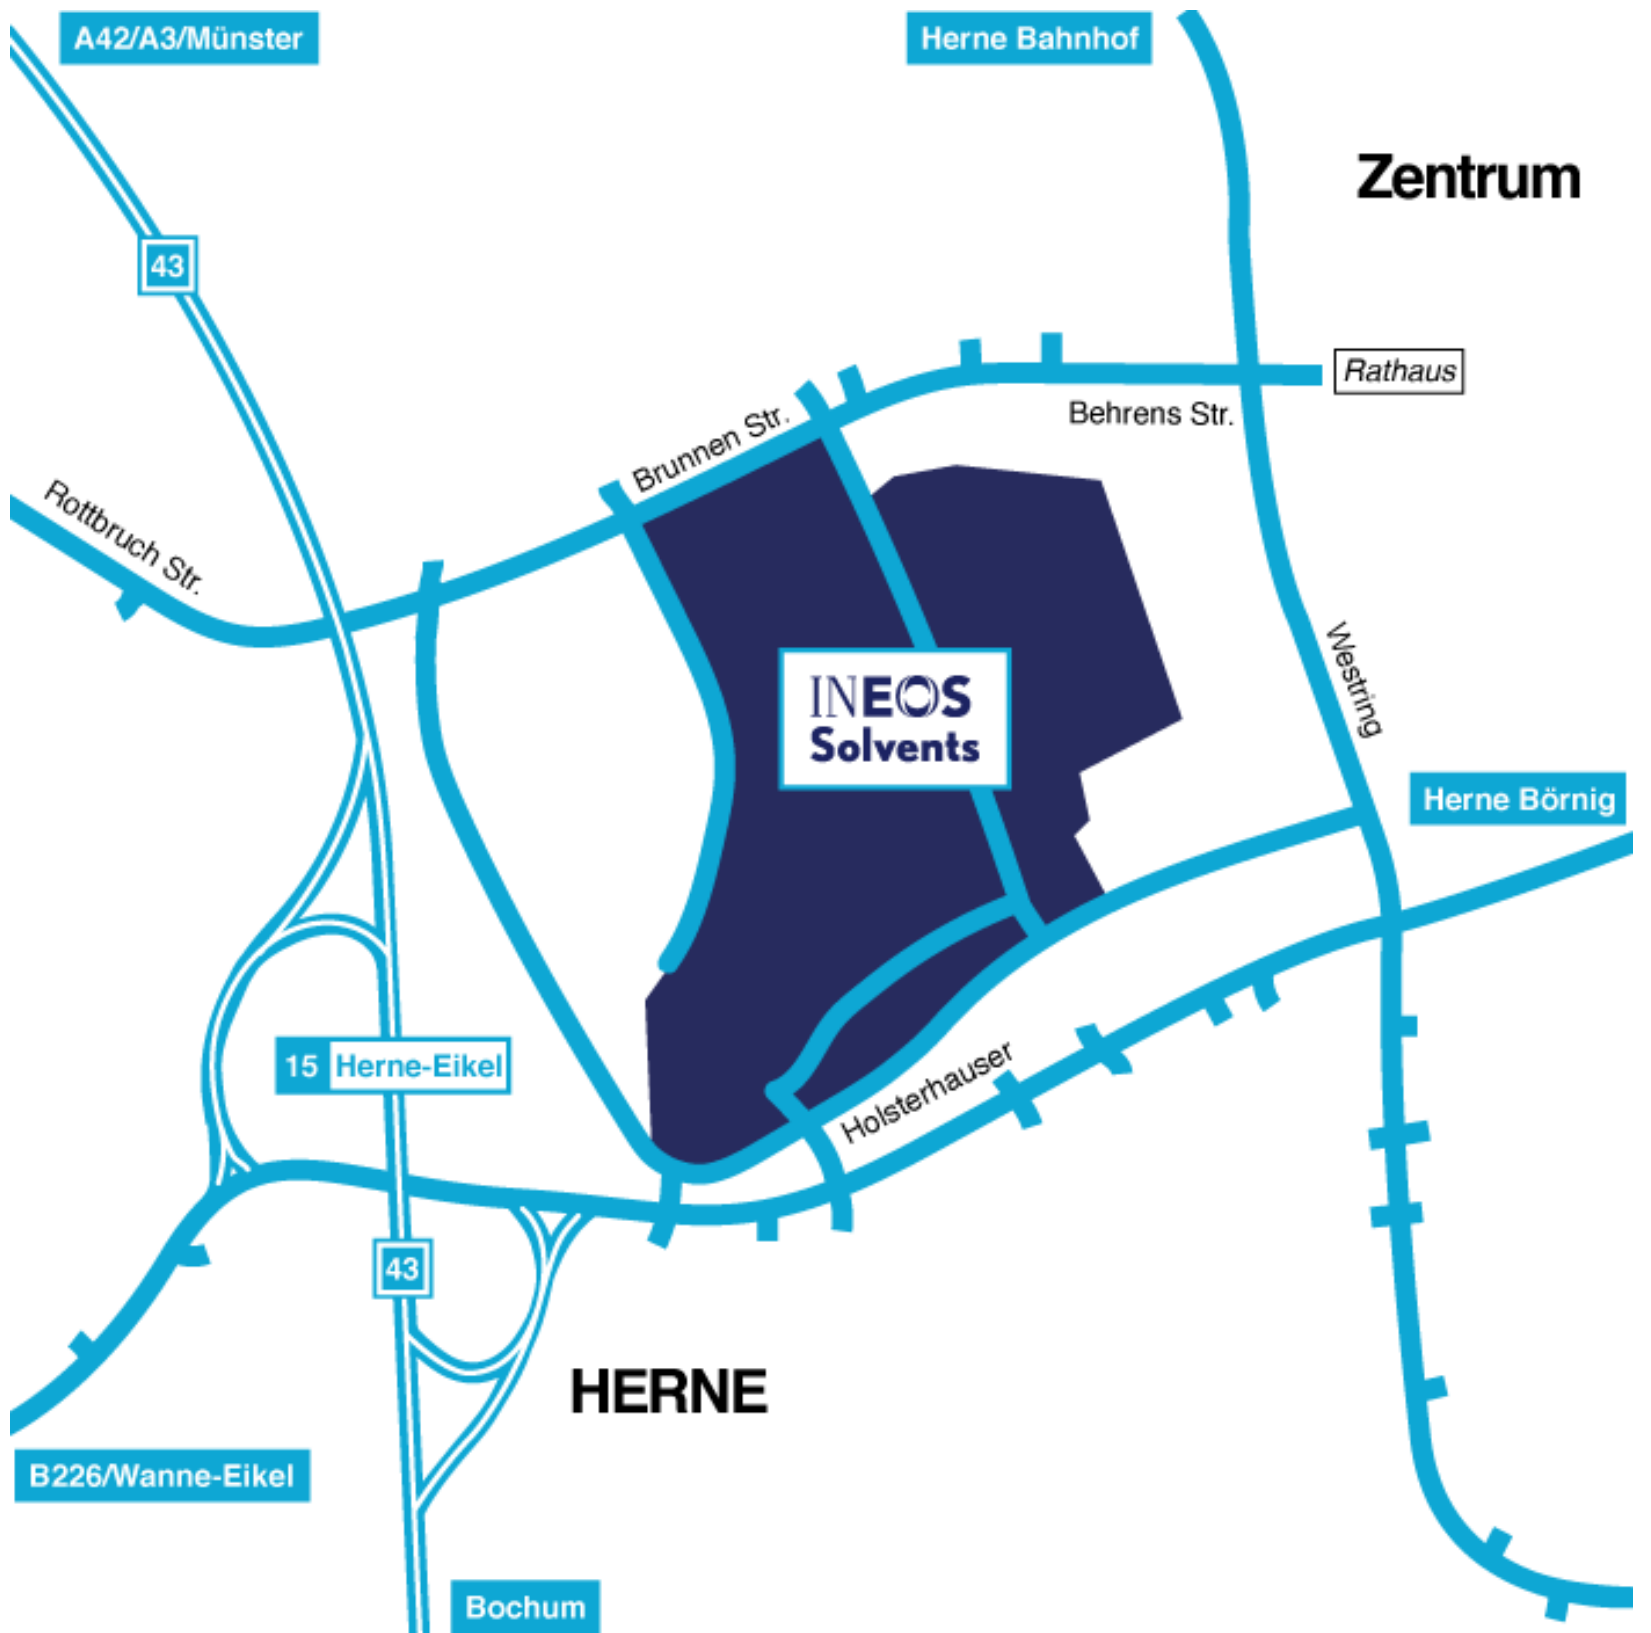 A42/A3/Münster
Herne Bahnhof
Zentrum
43
Rathaus
Behrens Str.
Brunnen Str.
Rottbruch Str.
INEOS
Solvents
Westring
Herne Börnig
15 Herne-Eikel
Holsterhauser
43
HERNE
B226/Wanne-Eikel
Bochum